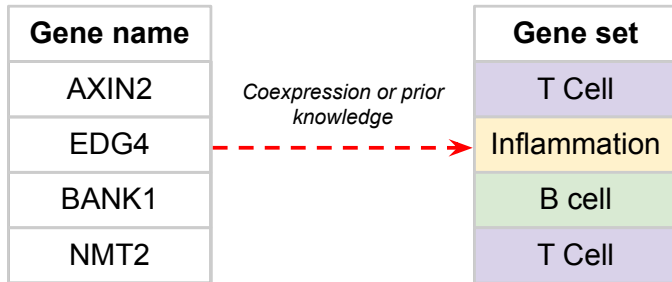 Gene name
AXIN2
EDG4
BANK1
NMT2
Coexpression or prior
knowledge
Gene set
T Cell
Inflammation
B cell
T Cell